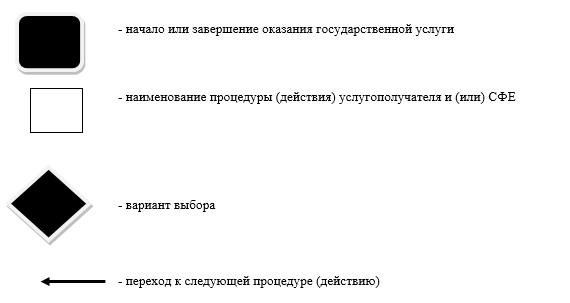 - начало или завершение оказания государственной услуги
- наименование процедуры (действия) услугополучателя и (или) СФЕ
- вариант выбора
- переход к следующей процедуре (действию)